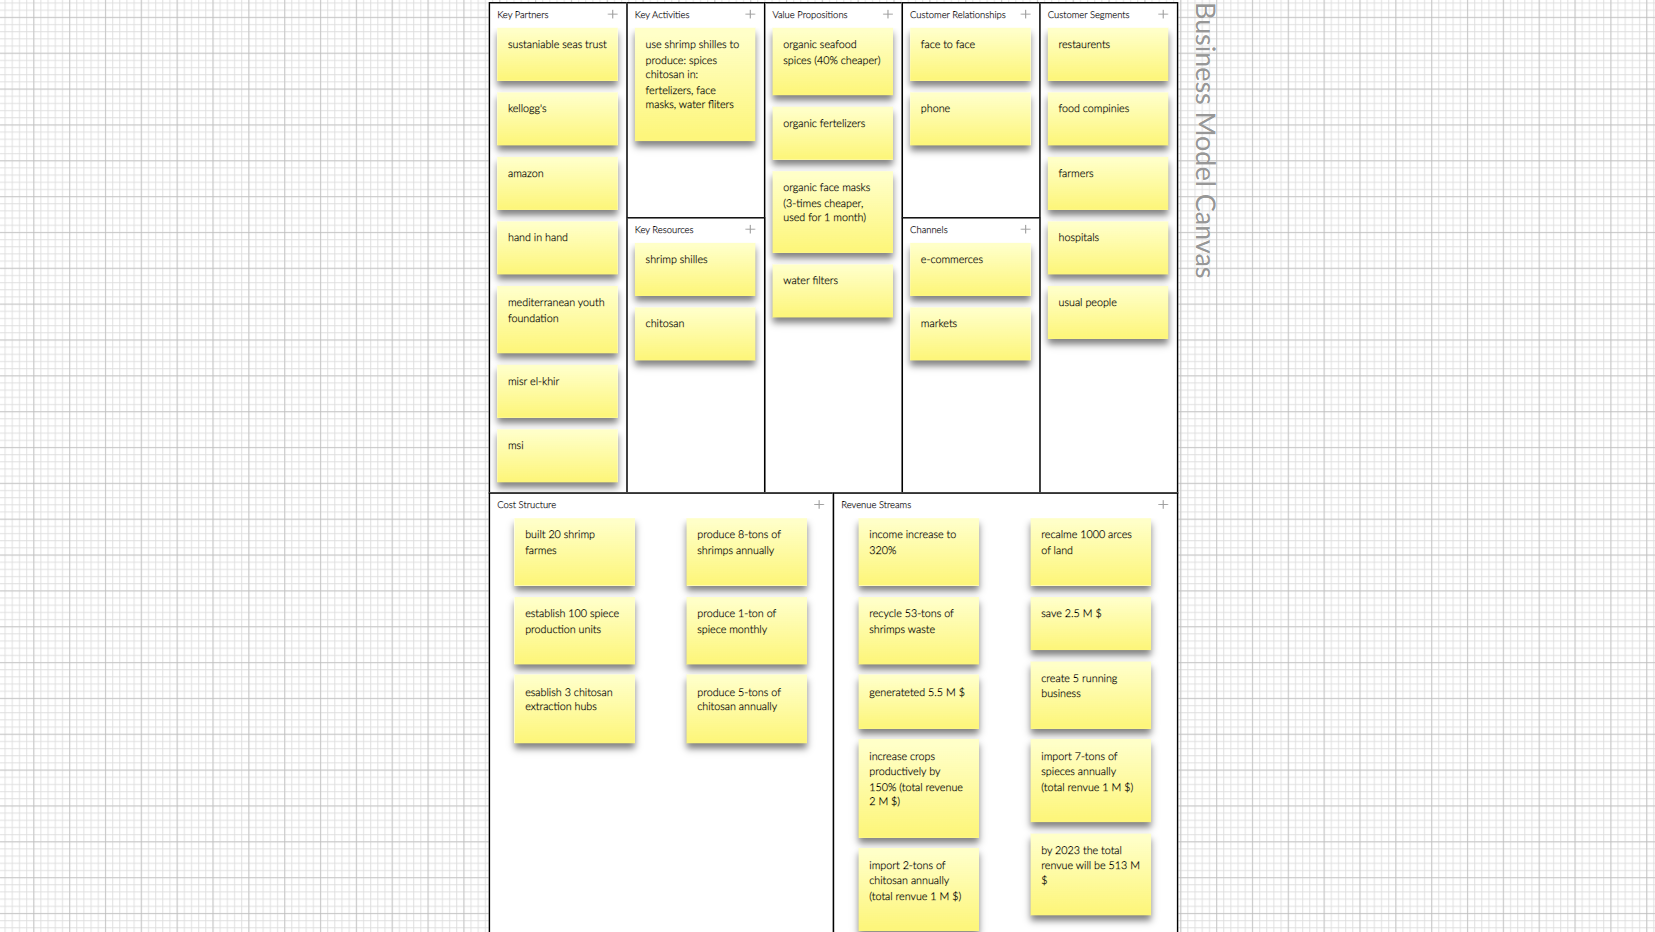 Business Model Canvas
Key Partners
sustaniable seas trust
kellogg's
amazon
hand in hand
mediterranean youth
foundation
misr el-khir
msi
Key Activities
use shrimp shilles to
produce: spices
chitosan in:
fertelizers, face
masks, water fliters
Key Resources
shrimp shilles
chitosan
Value Propositions
organic seafood
spices (40% cheaper)
organic fertelizers
organic face masks
(3-times cheaper,
used for 1 month)
water filters
Customer Relationships
face to face
phone
Channels
e-commerces
markets
Customer Segments
restaurents
food compinies
farmers
hospitals
usual people
Cost Structure
built 20 shrimp
farmes
establish 100 spiece
production units
esablish 3 chitosan
extraction hubs
produce 8-tons of
shrimps annually
produce 1-ton of
spiece monthly
produce 5-tons of
chitosan annually
Revenue Streams
income increase to
320%
recycle 53-tons of
shrimps waste
generateted 5.5 M $
increase crops
productively by
150% (total revenue
2 M $)
import 2-tons of
chitosan annually
(total renvue 1 M $)
recalme 1000 arces
of land
save 2.5 M $
create 5 running
business
import 7-tons of
spieces annually
(total renvue 1 M $)
by 2023 the total
renvue will be 513 M
$